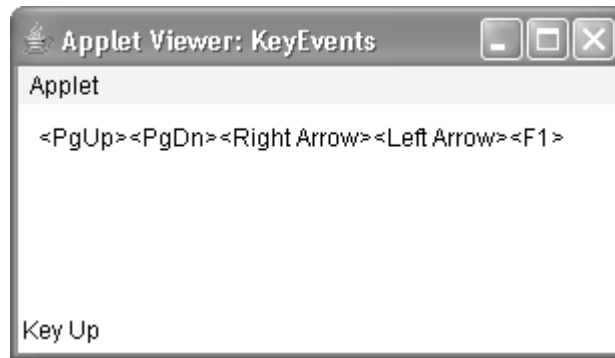 Applet Viewer: KeyEvents
Applet
<PgUp><PgDn><Right Arrow><Left Arrow><F1>
Key Up